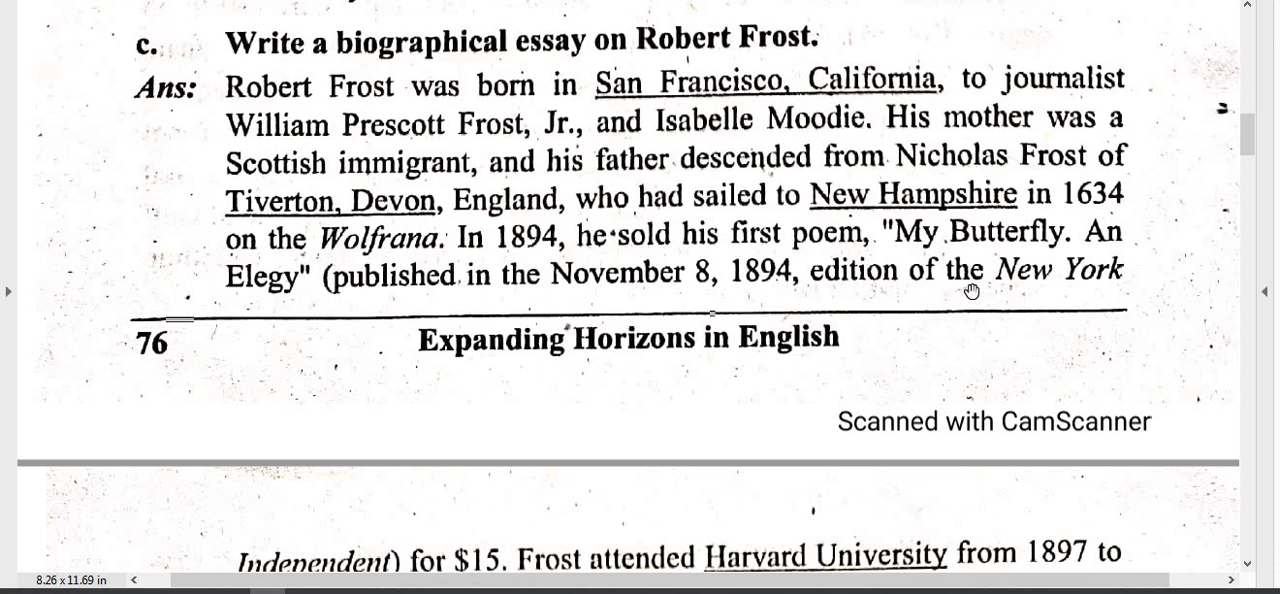 c. Write a biographical essay on Robert Frost.
Ans: Robert Frost was born in San Francisco, California, to journalist
William Prescott Frost, Jr., and Isabelle Moodie. His mother was a
Scottish immigrant, and his father descended from Nicholas Frost of
Tiverton, Devon, England, who had sailed to New Hampshire in 1634
on the Wolfrana. In 1894, he sold his first poem, "My Butterfly. An
Elegy" (published in the November 8, 1894, edition of the New York
76 Expanding Horizons in English
Scanned with CamScanner
Independent) for $15. Frost attended Harvard University from 1897 to
8.26 x 11.69 in